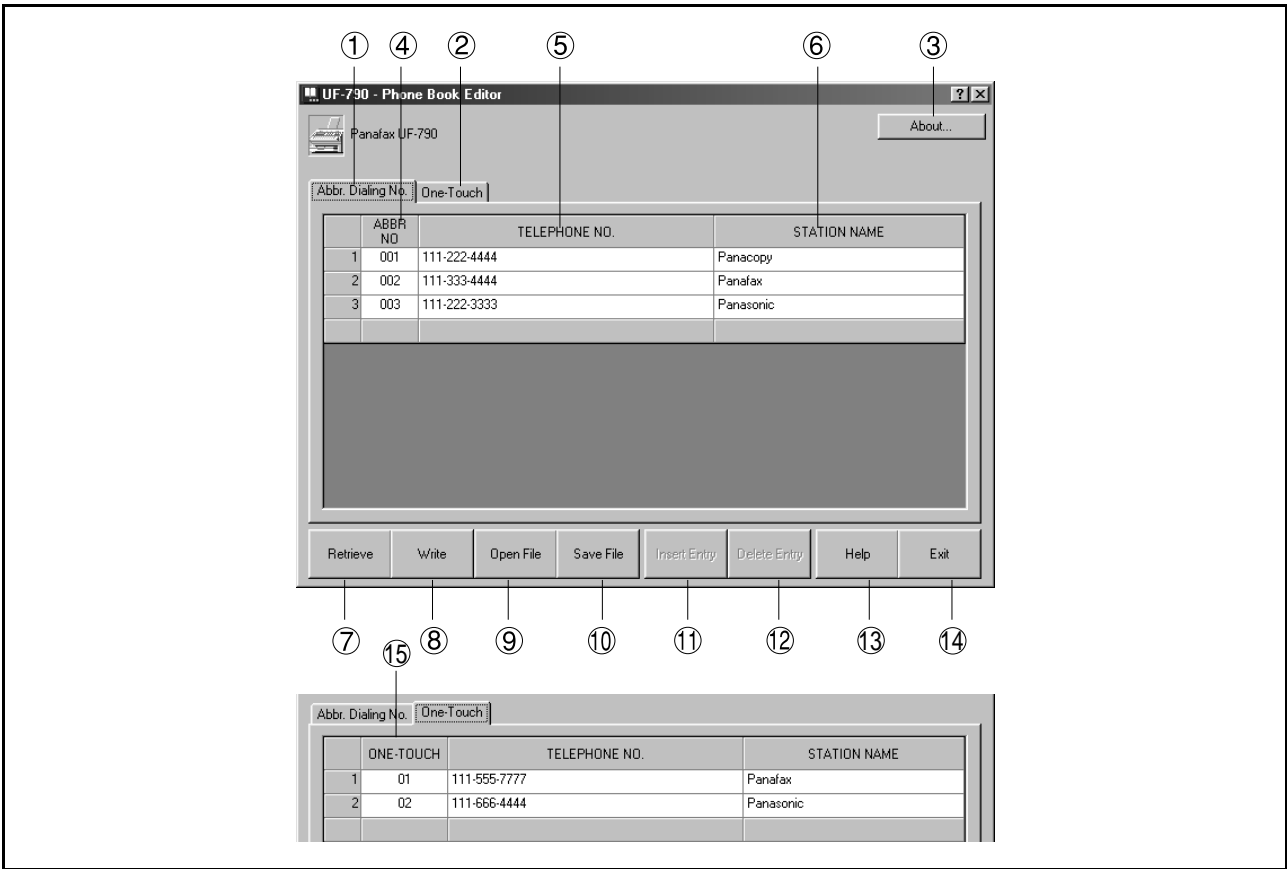 ① ④ ② ⑤ ⑥ ③
UF-790 - Phone Book Editor
Panafax UF-790
About...
Abbr. Dialing No. One-Touch
ABBR NO TELEPHONE NO. STATION NAME
1 001 111-222-4444 Panacopy
2 002 111-333-4444 Panafax
3 003 111-222-3333 Panasonic
Retrieve Write Open File Save File Insert Entry Delete Entry Help Exit
⑦ ⑧ ⑨ ⑩ ⑪ ⑫ ⑬ ⑭
⑮
Abbr. Dialing No. One-Touch
ONE-TOUCH TELEPHONE NO. STATION NAME
1 01 111-555-7777 Panafax
2 02 111-666-4444 Panasonic